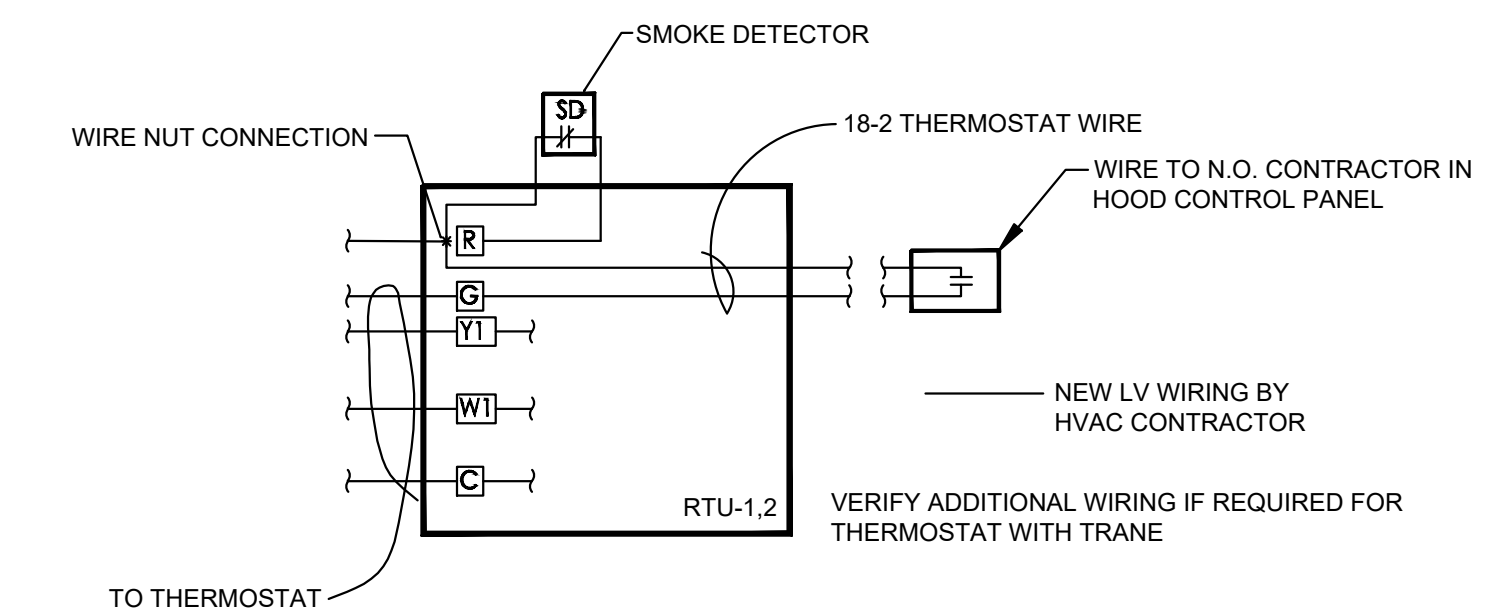 SMOKE DETECTOR
SD
WIRE NUT CONNECTION
18-2 THERMOSTAT WIRE
WIRE TO N.O. CONTRACTOR IN
HOOD CONTROL PANEL
R
G
Y1
W1
C
NEW LV WIRING BY
HVAC CONTRACTOR
RTU-1,2
VERIFY ADDITIONAL WIRING IF REQUIRED FOR
THERMOSTAT WITH TRANE
TO THERMOSTAT